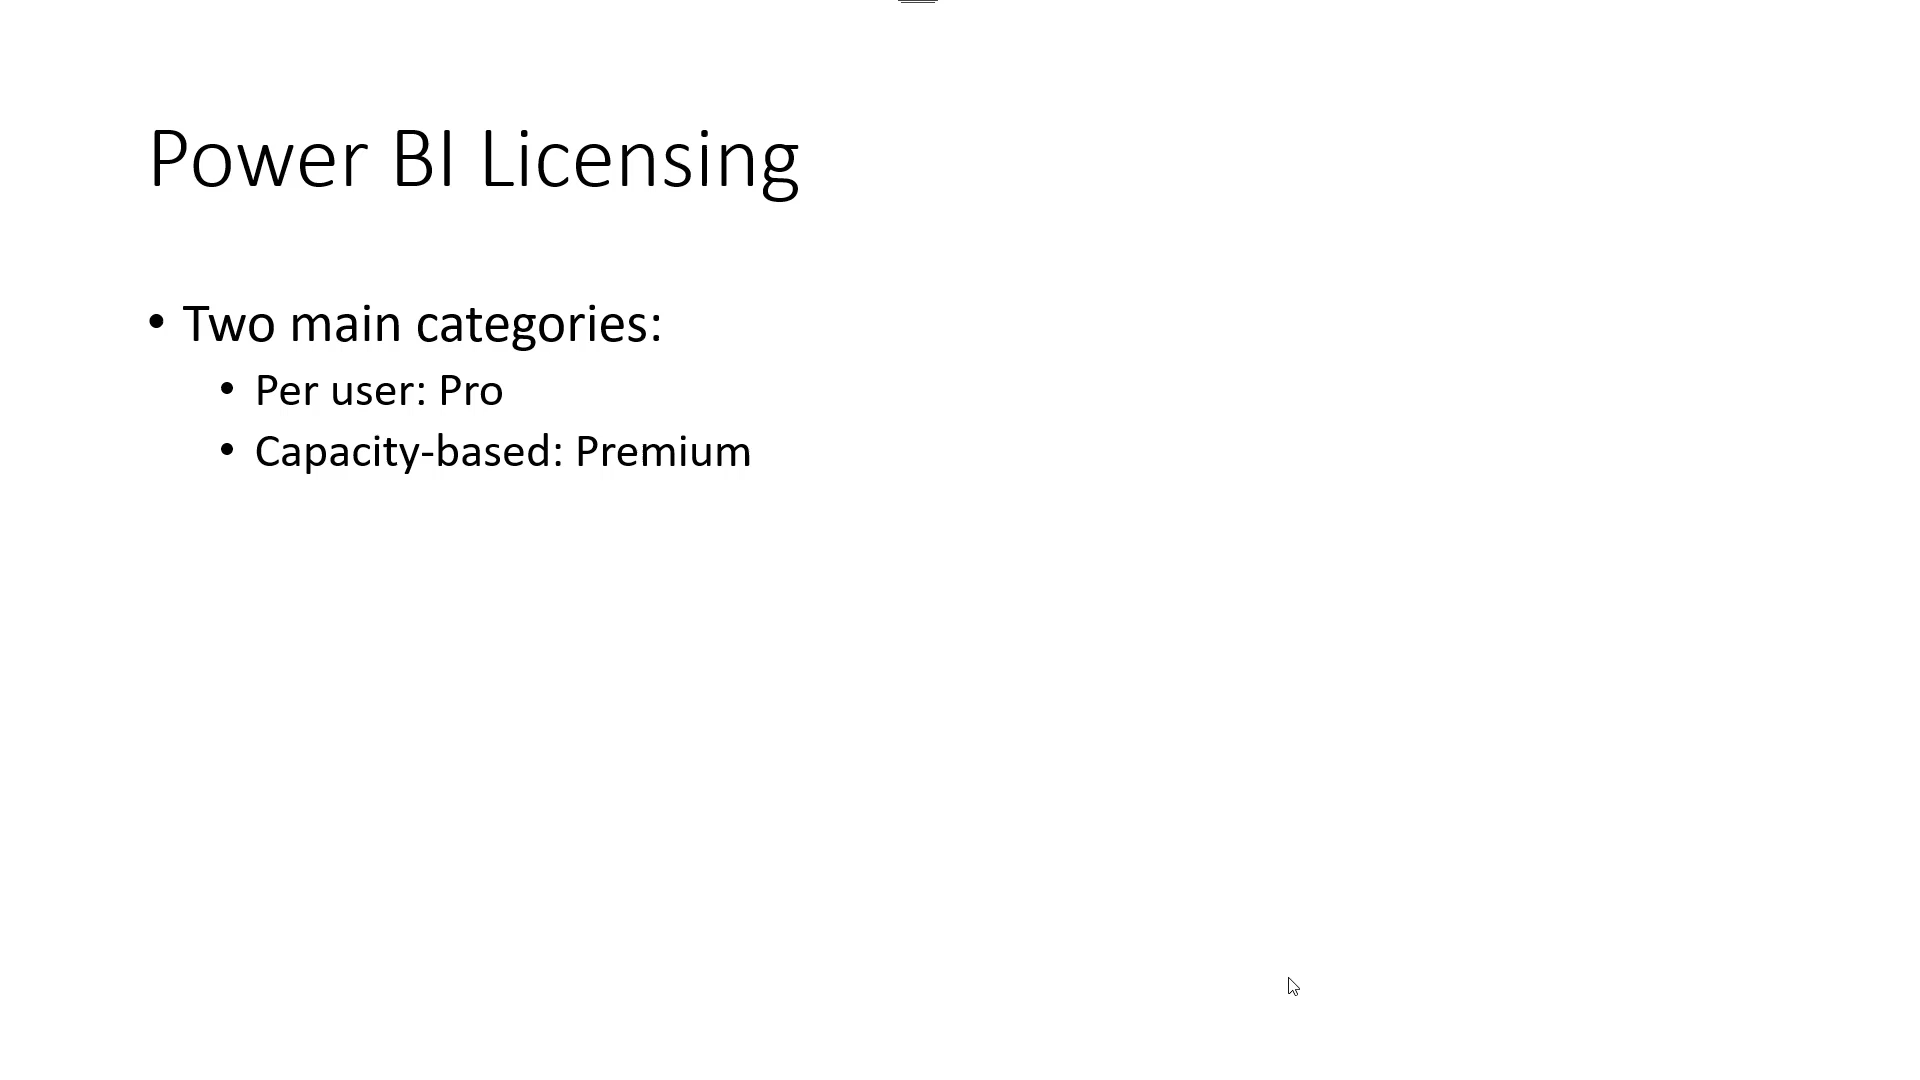 Power BI Licensing
• Two main categories:
• Per user: Pro
• Capacity-based: Premium